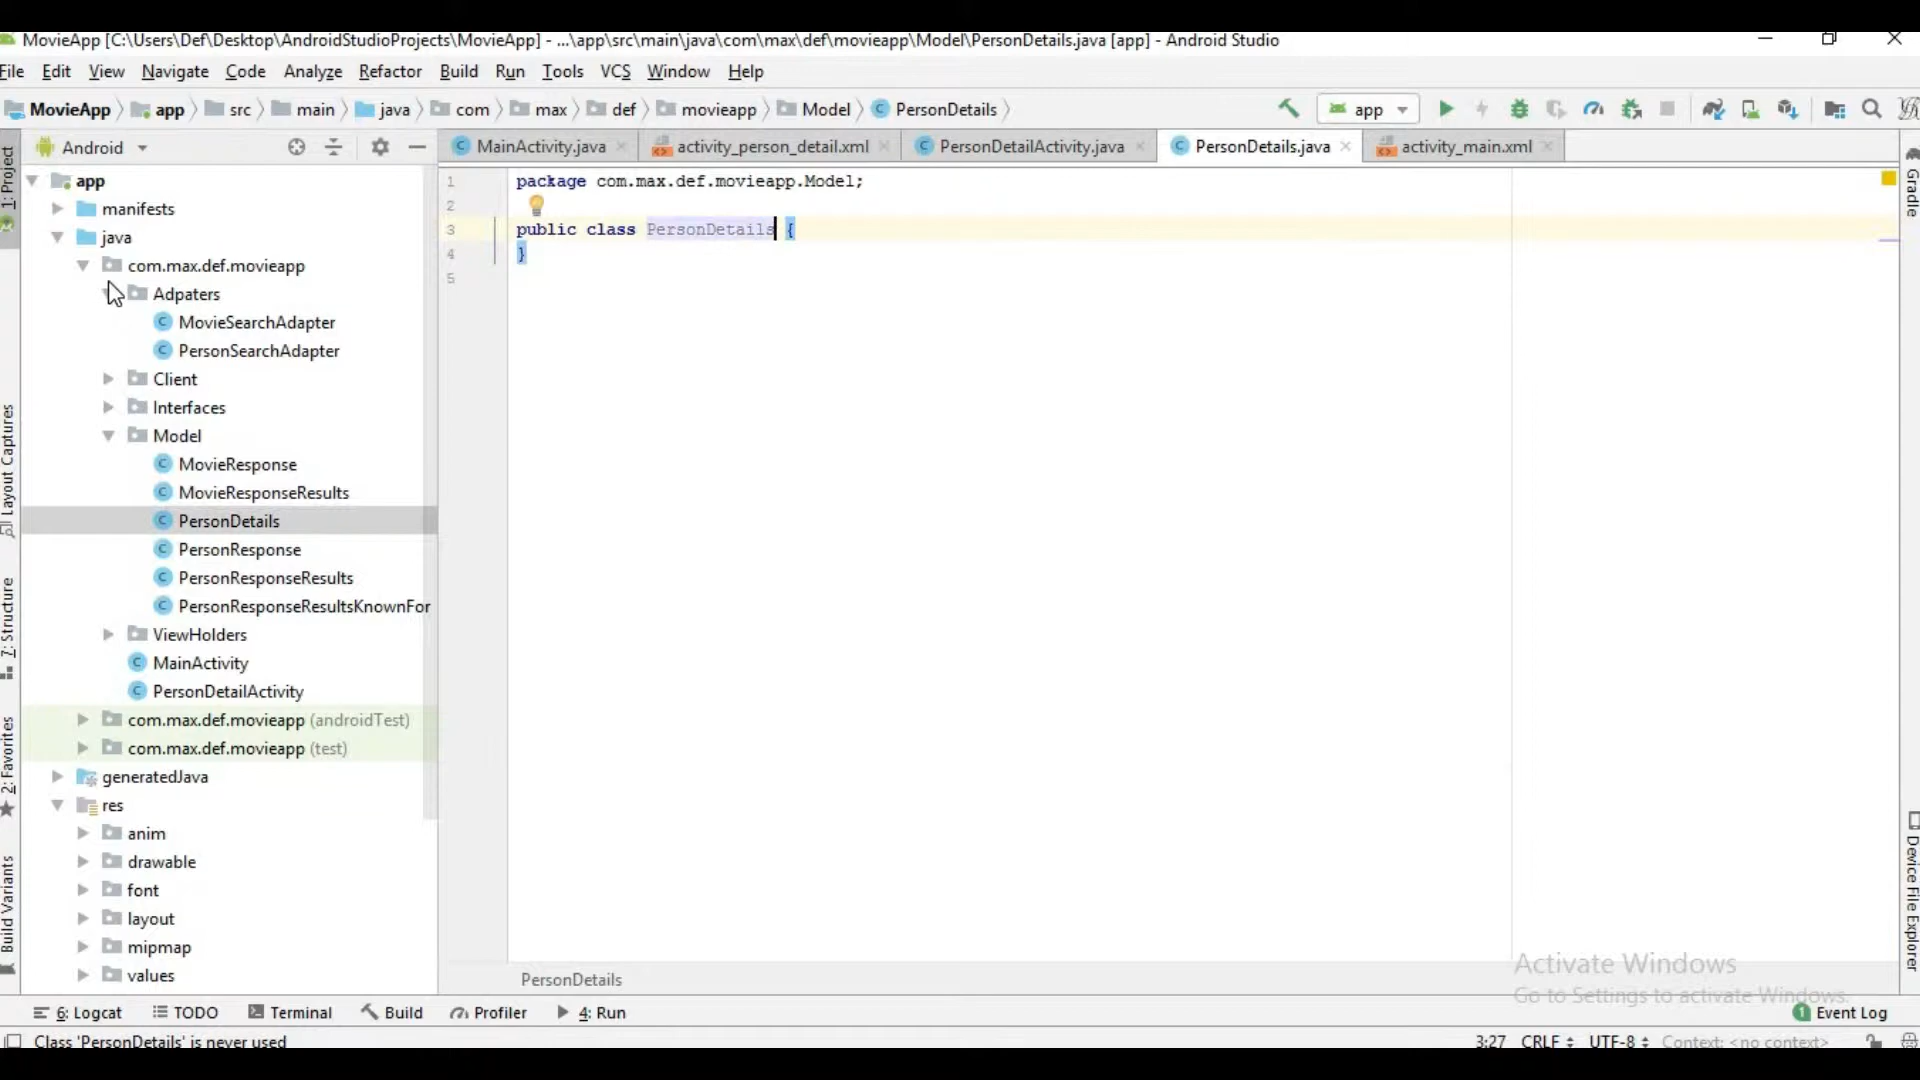 MovieApp [C:\Users\Def\Desktop\AndroidStudioProjects\MovieApp] - ...\app\src\main\java\com\max\def\movieapp\Model\PersonDetails.java [app] - Android Studio
File Edit View Navigate Code Analyze Refactor Build Run Tools VCS Window Help
MovieApp app src main java com max def movieapp Model PersonDetails app
Android MainActivity.java activity_person_detail.xml PersonDetailActivity.java PersonDetails.java activity_main.xml
1: Project
Layout Captures
7: Structure
2: Favorites
Build Variants
app
manifests
java
com.max.def.movieapp
Adpaters
MovieSearchAdapter
PersonSearchAdapter
Client
Interfaces
Model
MovieResponse
MovieResponseResults
PersonDetails
PersonResponse
PersonResponseResults
PersonResponseResultsKnownFor
ViewHolders
MainActivity
PersonDetailActivity
com.max.def.movieapp (androidTest)
com.max.def.movieapp (test)
generatedJava
res
anim
drawable
font
layout
mipmap
values
1 package com.max.def.movieapp.Model;
2
3 public class PersonDetails {
4 }
5
Gradle
Device File Explorer
Activate Windows
Go to Settings to activate Windows.
PersonDetails
6: Logcat TODO Terminal Build Profiler 4: Run 1 Event Log
Class 'PersonDetails' is never used 3:27 CRLF UTF-8 Context: <no context>